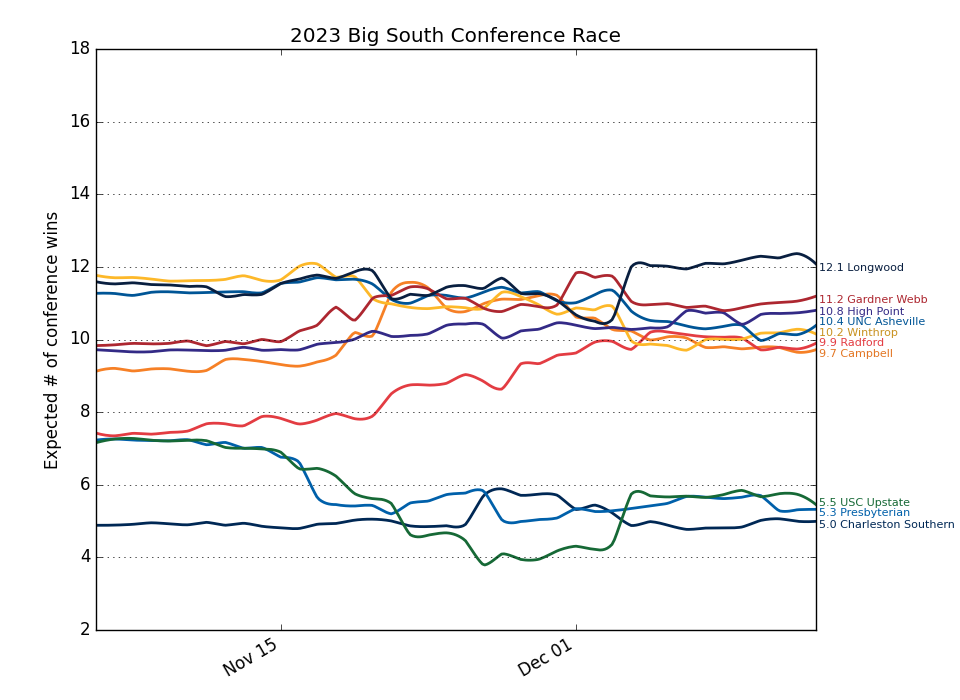 2023 Big South Conference Race
Expected # of conference wins
18
16
14
12
10
8
6
4
2
Nov 15
Dec 01
12.1 Longwood
11.2 Gardner Webb
10.8 High Point
10.4 UNC Asheville
10.2 Winthrop
9.9 Radford
9.7 Campbell
5.5 USC Upstate
5.3 Presbyterian
5.0 Charleston Southern